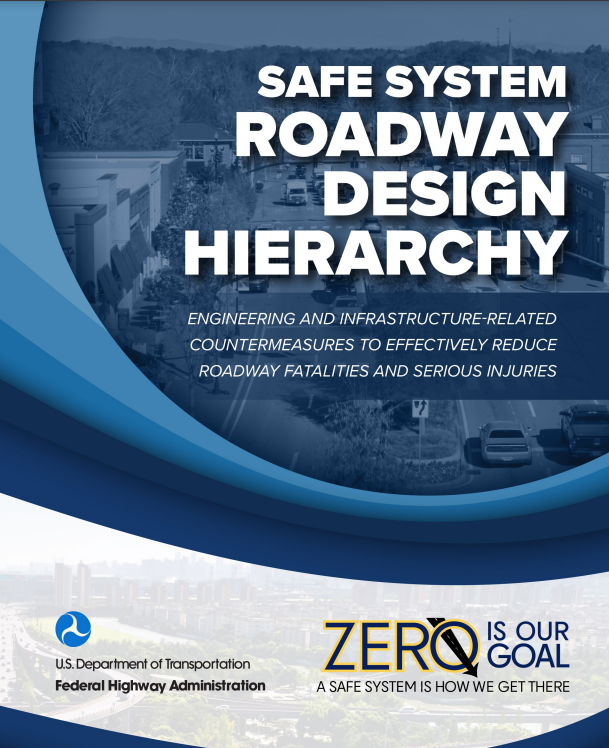 SAFE SYSTEM
ROADWAY
DESIGN
HIERARCHY
ENGINEERING AND INFRASTRUCTURE-RELATED
COUNTERMEASURES TO EFFECTIVELY REDUCE
ROADWAY FATALITIES AND SERIOUS INJURIES
U.S. Department of Transportation
Federal Highway Administration
ZERO IS OUR
GOAL
A SAFE SYSTEM IS HOW WE GET THERE